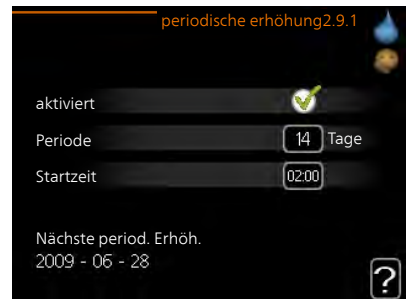 periodische erhöhung2.9.1
aktiviert
Periode 14 Tage
Startzeit 02:00
Nächste period. Erhöh.
2009 - 06 - 28
?